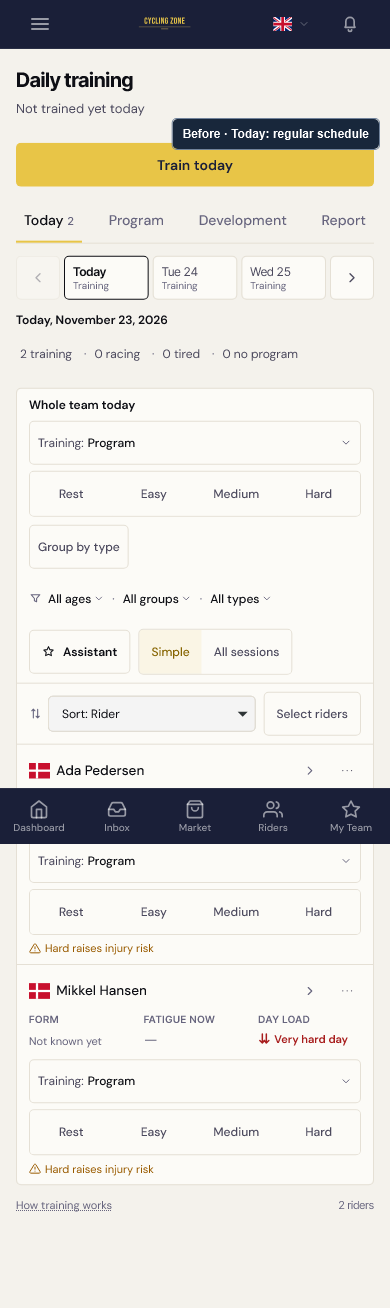 CYCLING ZONE
Daily training
Not trained yet today
Before · Today: regular schedule
Train today
Today 2 Program Development Report
Today Tue 24 Wed 25
Training Training Training
Today, November 23, 2026
2 training · 0 racing · 0 tired · 0 no program
Whole team today
Training: Program
Rest Easy Medium Hard
Group by type
All ages · All groups · All types
Assistant Simple All sessions
Sort: Rider Select riders
Ada Pedersen ...
Dashboard Inbox Market Riders My Team
Training: Program
Rest Easy Medium Hard
Hard raises injury risk
Mikkel Hansen ...
FORM FATIGUE NOW DAY LOAD
Not known yet — Very hard day
Training: Program
Rest Easy Medium Hard
Hard raises injury risk
How training works 2 riders